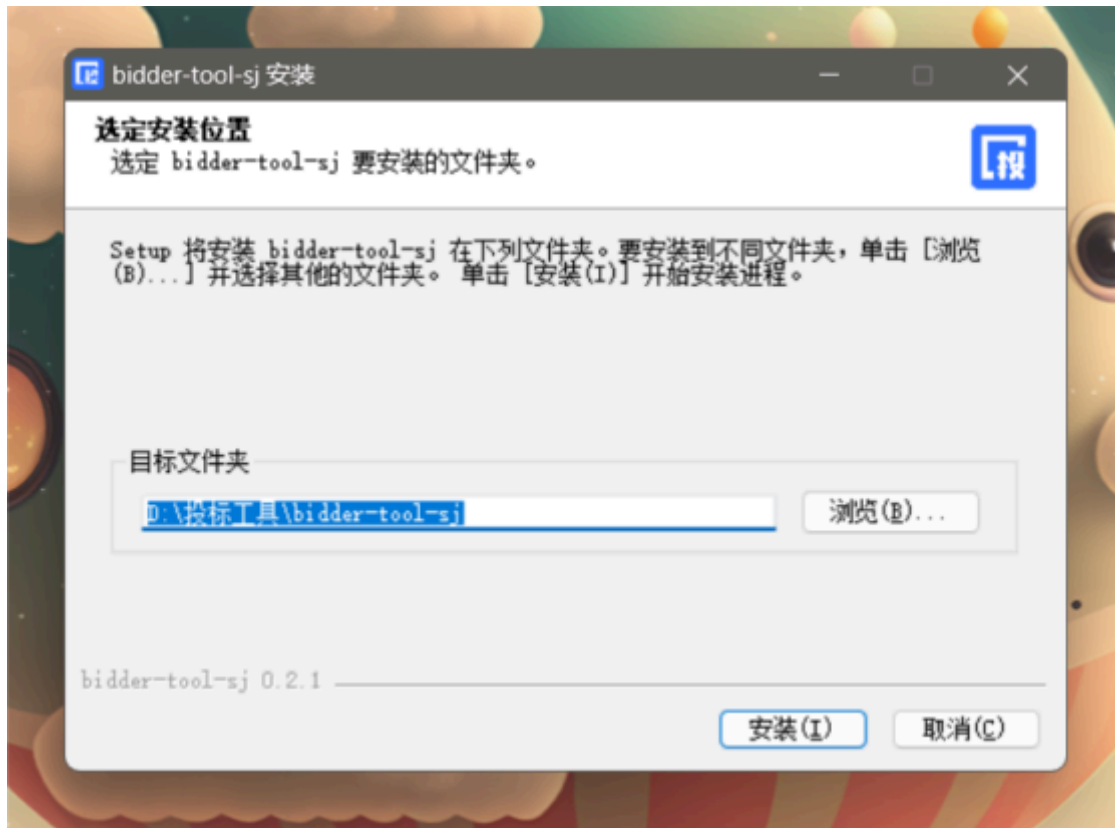 bidder-tool-sj 安装
选定安装位置
选定 bidder-tool-sj 要安装的文件夹。
投
Setup 将安装 bidder-tool-sj 在下列文件夹。要安装到不同文件夹，单击 [浏览
(B)...] 并选择其他的文件夹。 单击 [安装(I)] 开始安装进程。
目标文件夹
D:\投标工具\bidder-tool-sj
浏览(B)...
bidder-tool-sj 0.2.1
安装(I)
取消(C)